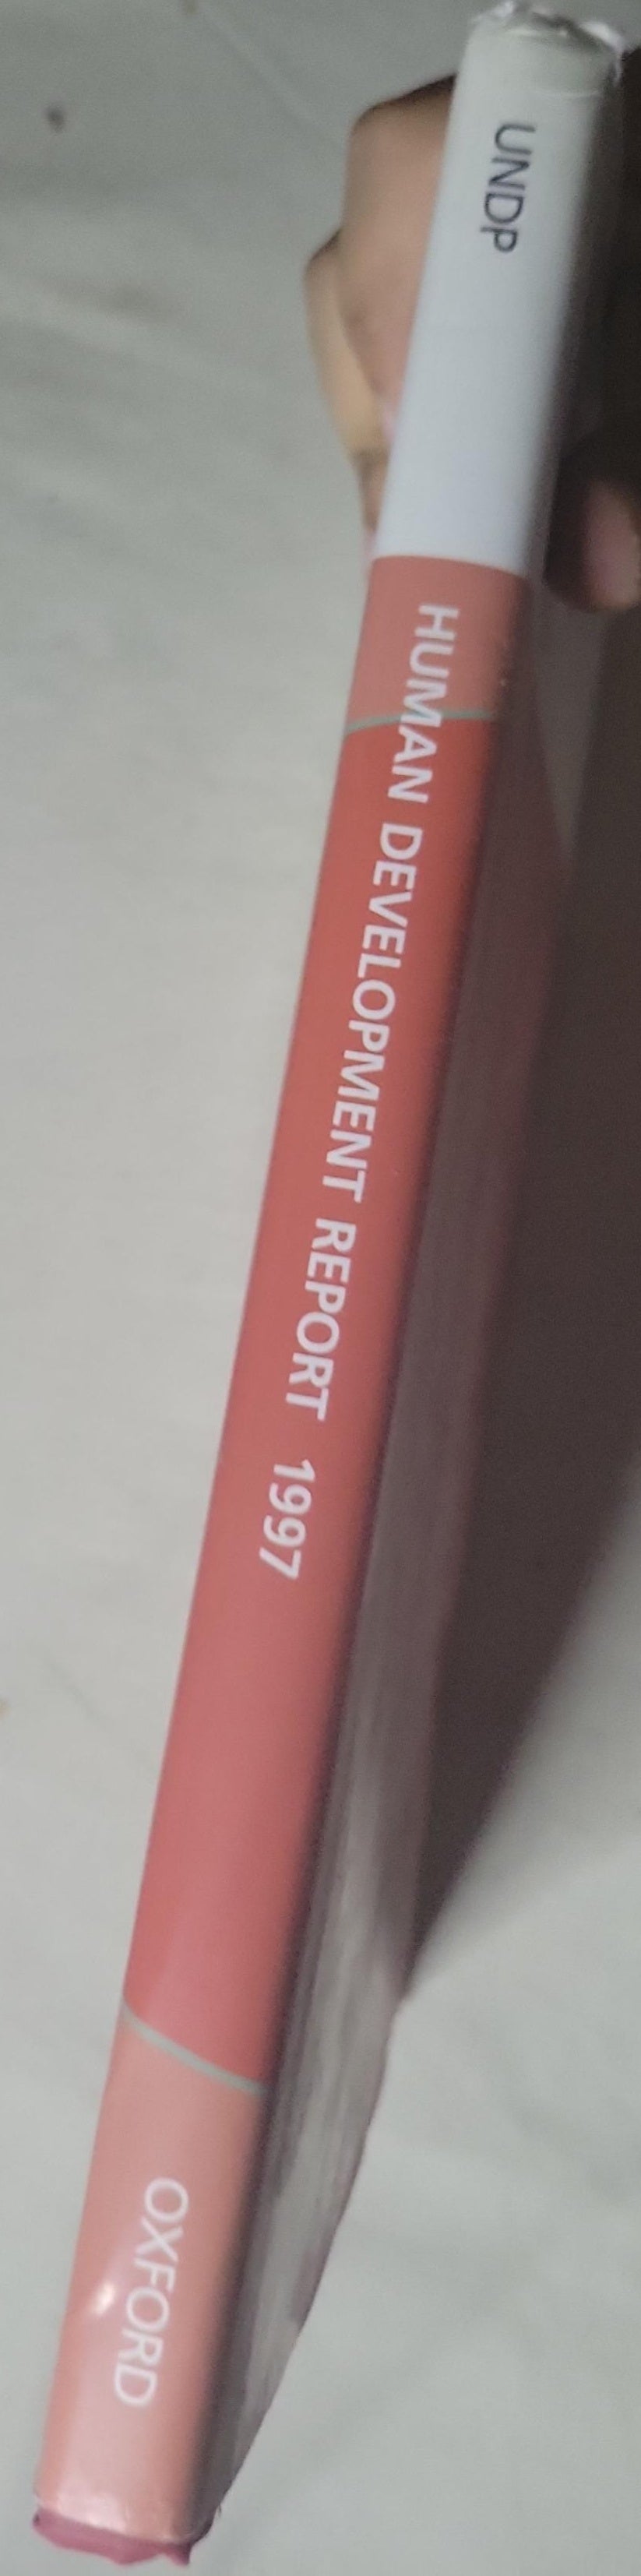 UNDP
HUMAN DEVELOPMENT REPORT 1997
OXFORD